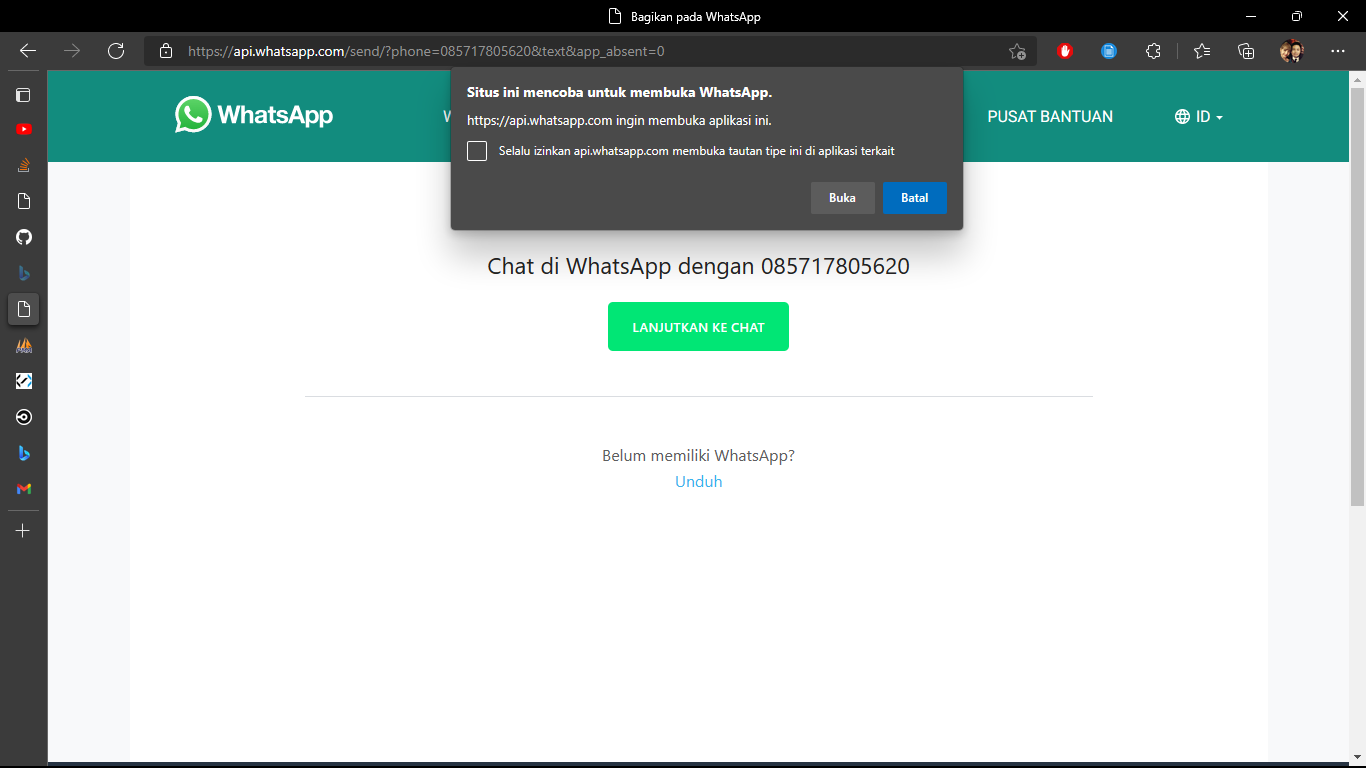 Bagikan pada WhatsApp
https://api.whatsapp.com/send/?phone=085717805620&text&app_absent=0
Situs ini mencoba untuk membuka WhatsApp.
https://api.whatsapp.com ingin membuka aplikasi ini.
Selalu izinkan api.whatsapp.com membuka tautan tipe ini di aplikasi terkait
Buka
Batal
WhatsApp
PUSAT BANTUAN
ID
Chat di WhatsApp dengan 085717805620
LANJUTKAN KE CHAT
Belum memiliki WhatsApp?
Unduh